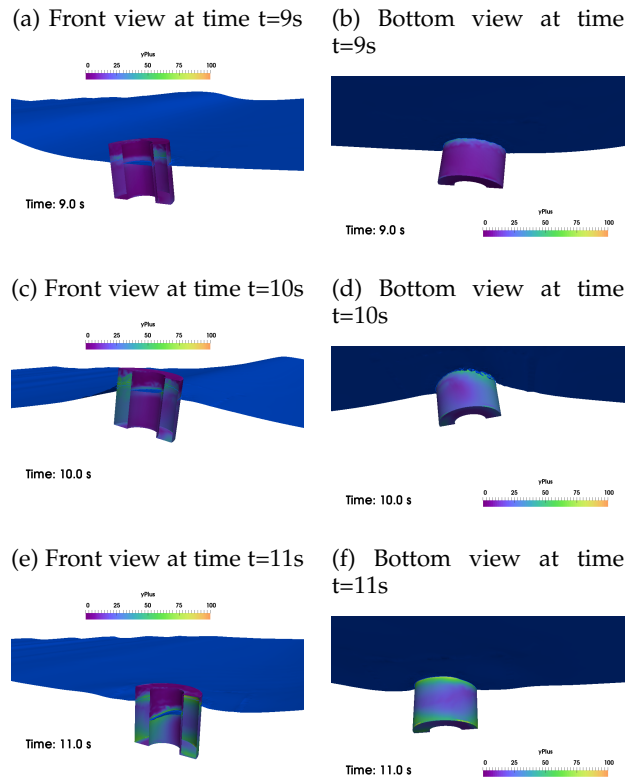 (a) Front view at time t=9s
(b) Bottom view at time
t=9s
yPlus
0 25 50 75 100
Time: 9.0 s
Time: 9.0 s
yPlus
0 25 50 75 100
(c) Front view at time t=10s
(d) Bottom view at time
t=10s
yPlus
0 25 50 75 100
Time: 10.0 s
Time: 10.0 s
yPlus
0 25 50 75 100
(e) Front view at time t=11s
(f) Bottom view at time
t=11s
yPlus
0 25 50 75 100
Time: 11.0 s
Time: 11.0 s
yPlus
0 25 50 75 100